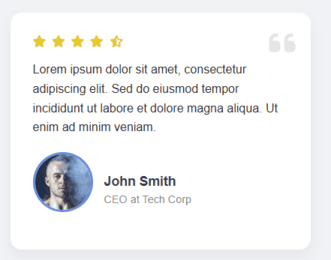 Lorem ipsum dolor sit amet, consectetur
adipiscing elit. Sed do eiusmod tempor
incididunt ut labore et dolore magna aliqua. Ut
enim ad minim veniam.
John Smith
CEO at Tech Corp